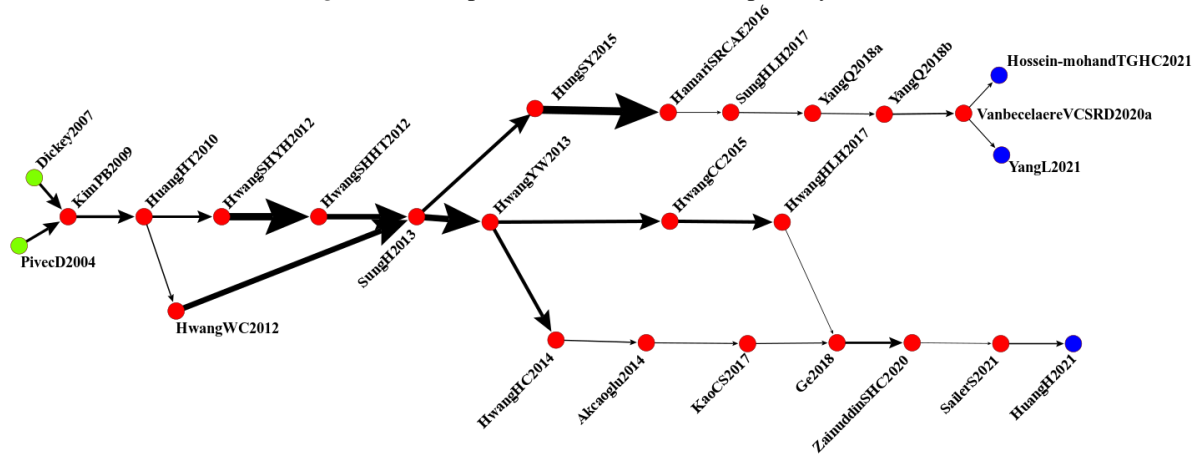 Dickey2007
KimPB2009
PivecD2004
HuangHT2010
HwangSHYH2012
HwangSHHT2012
HwangWC2012
SungH2013
HungSY2015
HamariSRCAE2016
SungHLH2017
YangQ2018a
YangQ2018b
Hossein-mohandTGHC2021
VanbecelaereVCSRD2020a
YangL2021
HwangYW2013
HwangCC2015
HwangHLH2017
HwangHC2014
Akcaoglu2014
KaoCS2017
Ge2018
ZainuddinSHC2020
SailerS2021
HuangH2021